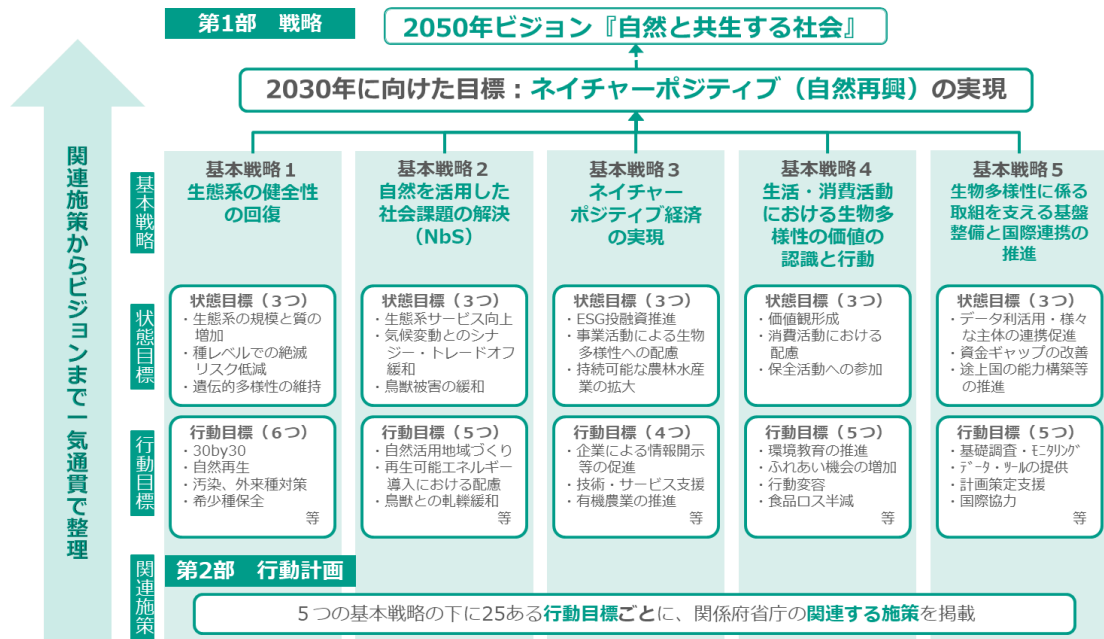 第1部 戦略
2050年ビジョン『自然と共生する社会』
2030年に向けた目標：ネイチャーポジティブ（自然再興）の実現
関連施策からビジョンまで一気通貫で整理
基本戦略
基本戦略１
生態系の健全性
の回復
基本戦略２
自然を活用した
社会課題の解決
（NbS）
基本戦略３
ネイチャー
ポジティブ経済
の実現
基本戦略４
生活・消費活動
における生物多
様性の価値の
認識と行動
基本戦略５
生物多様性に係る
取組を支える基盤
整備と国際連携の
推進
状態目標
状態目標（３つ）
・生態系の規模と質の
増加
・種レベルでの絶滅
リスク低減
・遺伝的多様性の維持
状態目標（３つ）
・生態系サービス向上
・気候変動とのシナ
ジー・トレードオフ
緩和
・鳥獣被害の緩和
状態目標（３つ）
・ESG投融資推進
・事業活動による生物
多様性への配慮
・持続可能な農林水産
業の拡大
状態目標（３つ）
・価値観形成
・消費活動における
配慮
・保全活動への参加
状態目標（３つ）
・データ利活用・様々
な主体の連携促進
・資金ギャップの改善
・途上国の能力構築等
の推進
行動目標
行動目標（６つ）
・30by30
・自然再生
・汚染、外来種対策
・希少種保全
等
行動目標（５つ）
・自然活用地域づくり
・再生可能エネルギー
導入における配慮
・鳥獣との軋轢緩和
等
行動目標（４つ）
・企業による情報開示
等の促進
・技術・サービス支援
・有機農業の推進
等
行動目標（５つ）
・環境教育の推進
・ふれあい機会の増加
・行動変容
・食品ロス半減
等
行動目標（５つ）
・基礎調査・ﾓﾆﾀﾘﾝｸﾞ
・ﾃﾞｰﾀ・ﾂｰﾙの提供
・計画策定支援
・国際協力
等
関連施策
第2部 行動計画
５つの基本戦略の下に25ある行動目標ごとに、関係府省庁の関連する施策を掲載